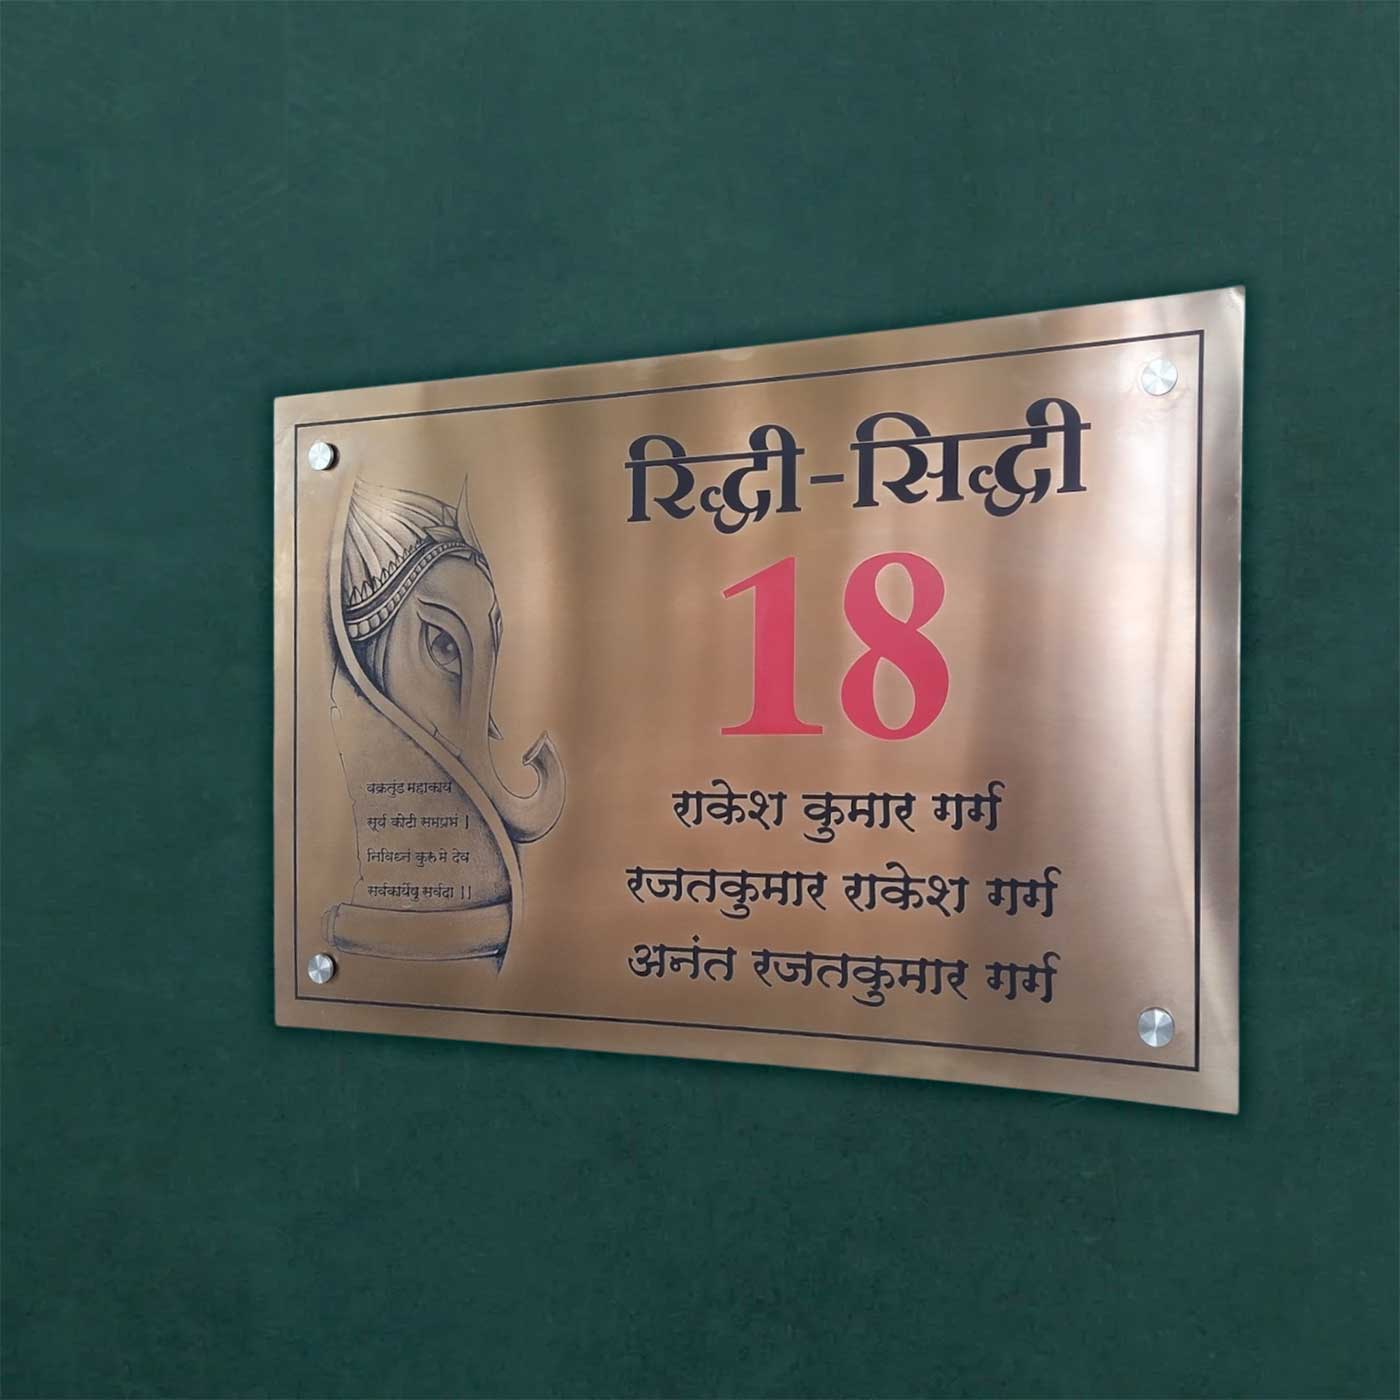 रिद्धी-सिद्धी
18
राकेश कुमार गर्ग
रजतकुमार राकेश गर्ग
अनंत रजतकुमार गर्ग
वक्रतुंड महाकाय
सूर्य कोटी समप्रभं |
निविध्नं कुरु मे देव
सर्वकार्येषु सर्वदा ||